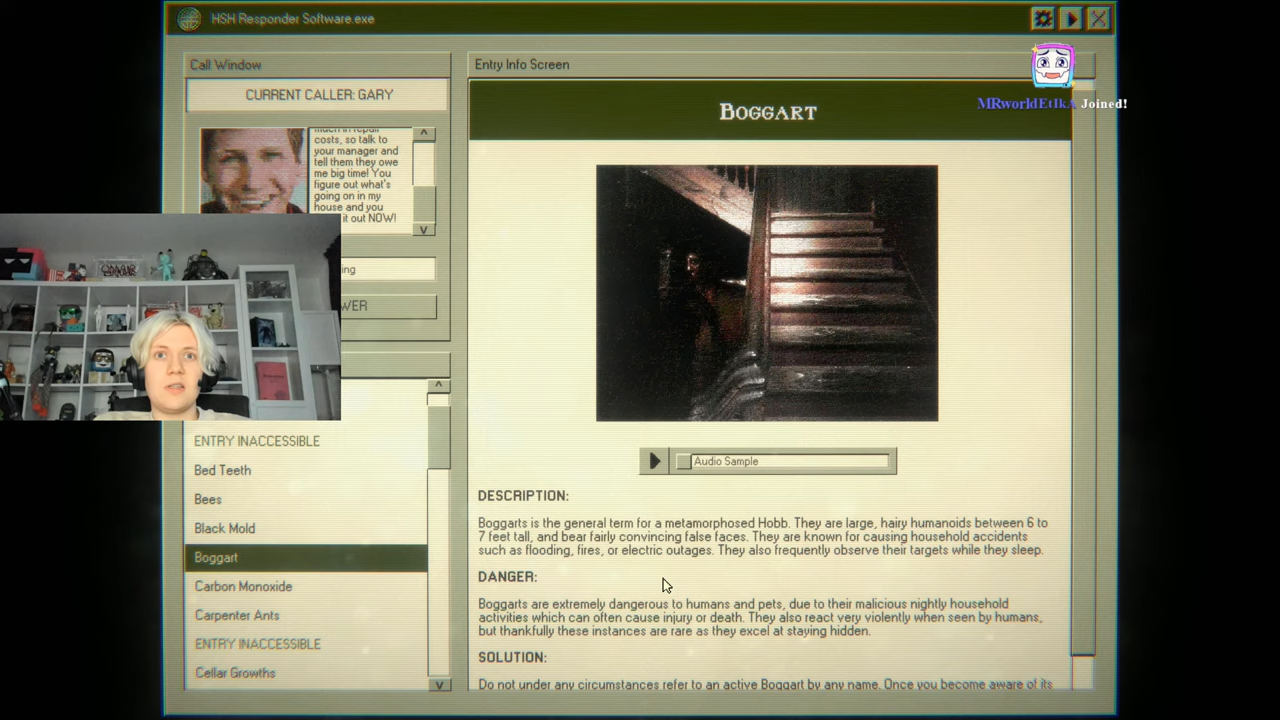 HSH Responder Software.exe
Call Window
Entry Info Screen
CURRENT CALLER: GARY
BOGGART
MRworldEtIkA Joined!
much in repair
costs, so talk to
your manager and
tell them they owe
me big time! You
figure out what's
going on in my
house and you
it out NOW!
ing
WER
ENTRY INACCESSIBLE
Bed Teeth
Bees
Black Mold
Boggart
Carbon Monoxide
Carpenter Ants
ENTRY INACCESSIBLE
Cellar Growths
Audio Sample
DESCRIPTION:
Boggarts is the general term for a metamorphosed Hobb. They are large, hairy humanoids between 6 to
7 feet tall, and bear fairly convincing false faces. They are known for causing household accidents
such as flooding, fires, or electric outages. They also frequently observe their targets while they sleep.
DANGER:
Boggarts are extremely dangerous to humans and pets, due to their malicious nightly household
activities which can often cause injury or death. They also react very violently when seen by humans,
but thankfully these instances are rare as they excel at staying hidden.
SOLUTION:
Do not under any circumstances refer to an active Boggart by any name. Once you become aware of its